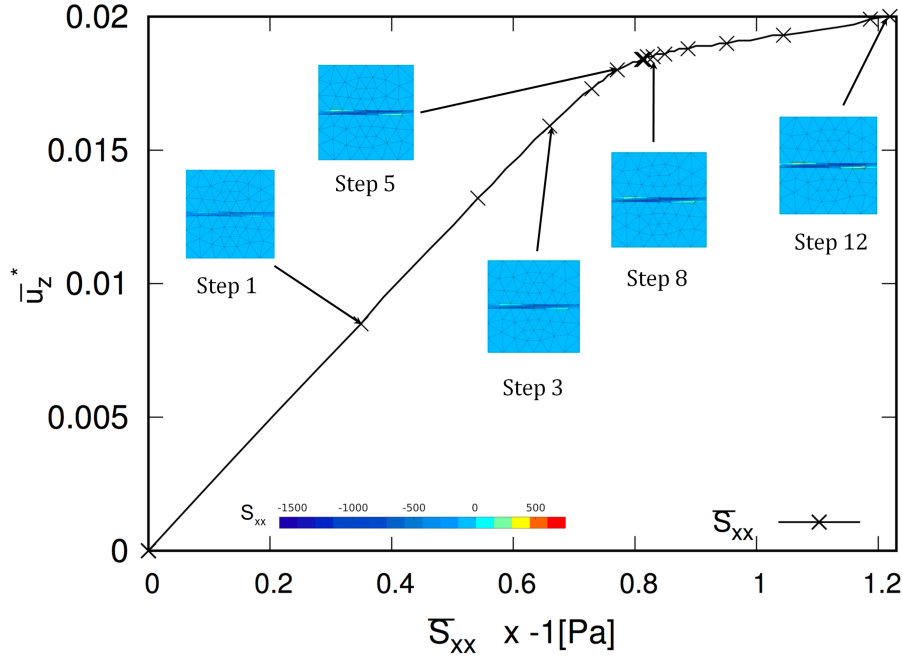 0.02
0.015
0.01
0.005
0
u̅z*
Step 5
Step 1
Step 12
Step 8
Step 3
Sxx
-1500 -1000 -500 0 500
S̅xx
0 0.2 0.4 0.6 0.8 1 1.2
S̅xx x -1[Pa]